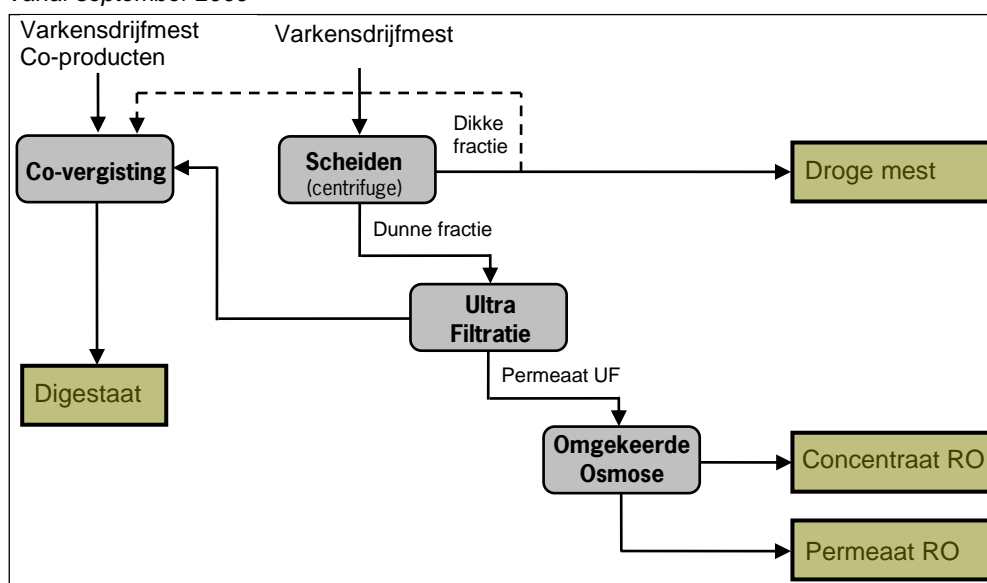 Varkensdrijfmest
Co-producten
Varkensdrijfmest
Dikke
fractie
Co-vergisting
Scheiden
(centrifuge)
Droge mest
Dunne fractie
Ultra
Filtratie
Permeaat UF
Digestaat
Omgekeerde
Osmose
Concentraat RO
Permeaat RO